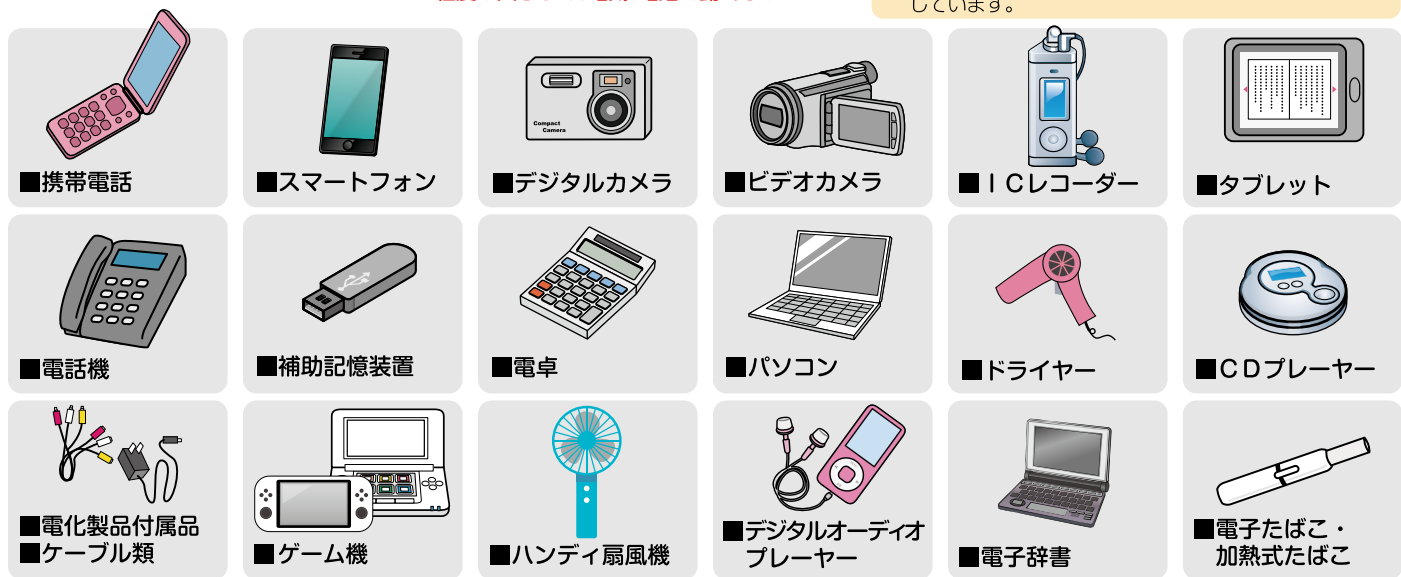 しています。
Compact
Camera
■携帯電話
■スマートフォン
■デジタルカメラ
■ビデオカメラ
■ＩＣレコーダー
■タブレット
■電話機
■補助記憶装置
■電卓
■パソコン
■ドライヤー
■ＣＤプレーヤー
■電化製品付属品
■ケーブル類
■ゲーム機
■ハンディ扇風機
■デジタルオーディオ
プレーヤー
■電子辞書
■電子たばこ・
加熱式たばこ